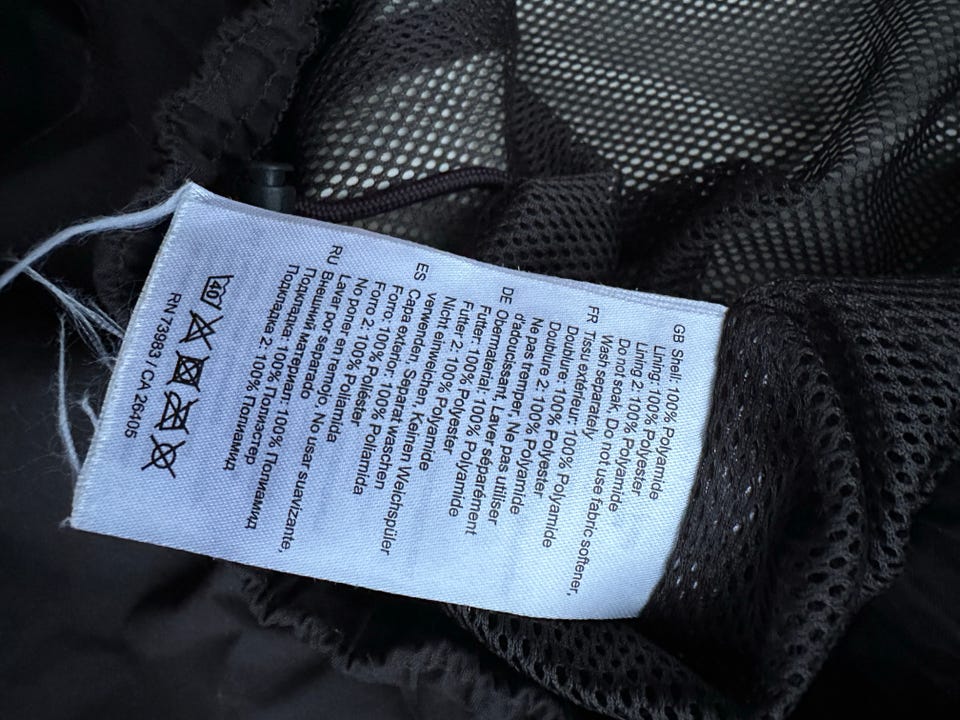 GB Shell: 100% Polyamide
Lining: 100% Polyester
Lining 2: 100% Polyamide
Do not soak, Do not use fabric softener,
Wash separately
FR Tissu extérieur: 100% Polyamide
Doublure: 100% Polyester
Doublure 2: 100% Polyamide
Ne pas tremper, Ne pas utiliser
d'adoucissant, Laver séparément
DE Obermaterial: 100% Polyamide
Futter: 100% Polyester
Futter 2: 100% Polyamide
Nicht einweichen, Keinen Weichspüler
verwenden, Separat Waschen
ES Capa exterior: 100% Poliamida
Forro: 100% Poliéster
Forro 2: 100% Poliamida
No poner en remojo, No usar suavizante,
Lavar por separado
RU Внешний материал: 100% Полиамид
Подкладка: 100% Полиэстер
Подкладка 2: 100% Полиамид
40
RN 73963 / CA 26405